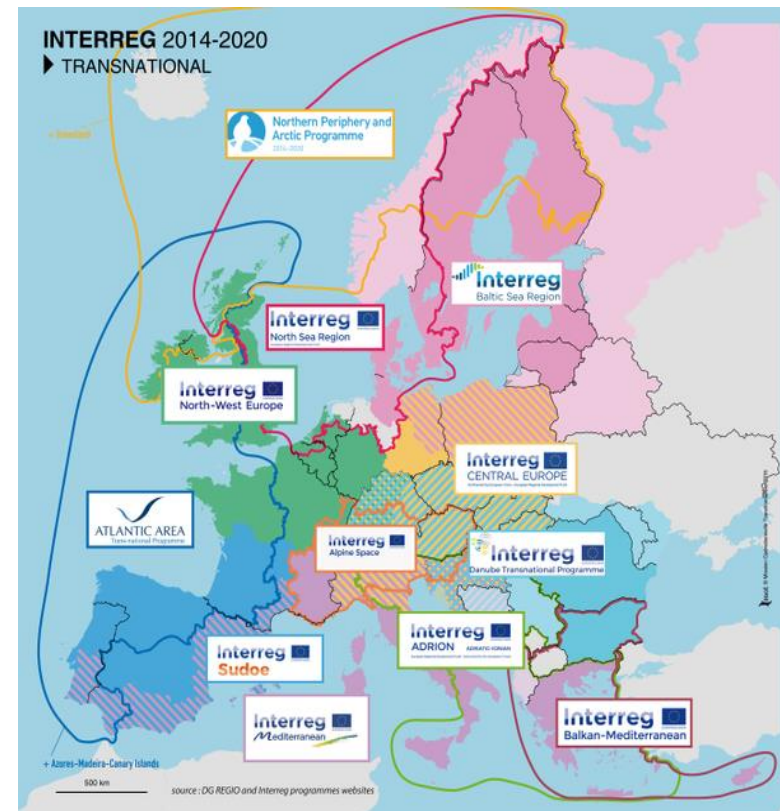 INTERREG 2014-2020
TRANSNATIONAL
Northern Periphery and
Arctic Programme
2014-2020
Interreg
Baltic Sea Region
Interreg
North Sea Region
Interreg
North-West Europe
Interreg
CENTRAL EUROPE
ATLANTIC AREA
Transnational Programme
Interreg
Alpine Space
Interreg
Danube Transnational Programme
Interreg
ADRION ADRIATIC-IONIAN
Interreg
Sudoe
Interreg
Mediterranean
Interreg
Balkan-Mediterranean
+ Azores-Madeira-Canary Islands
500 km
source : DG REGIO and Interreg programmes websites